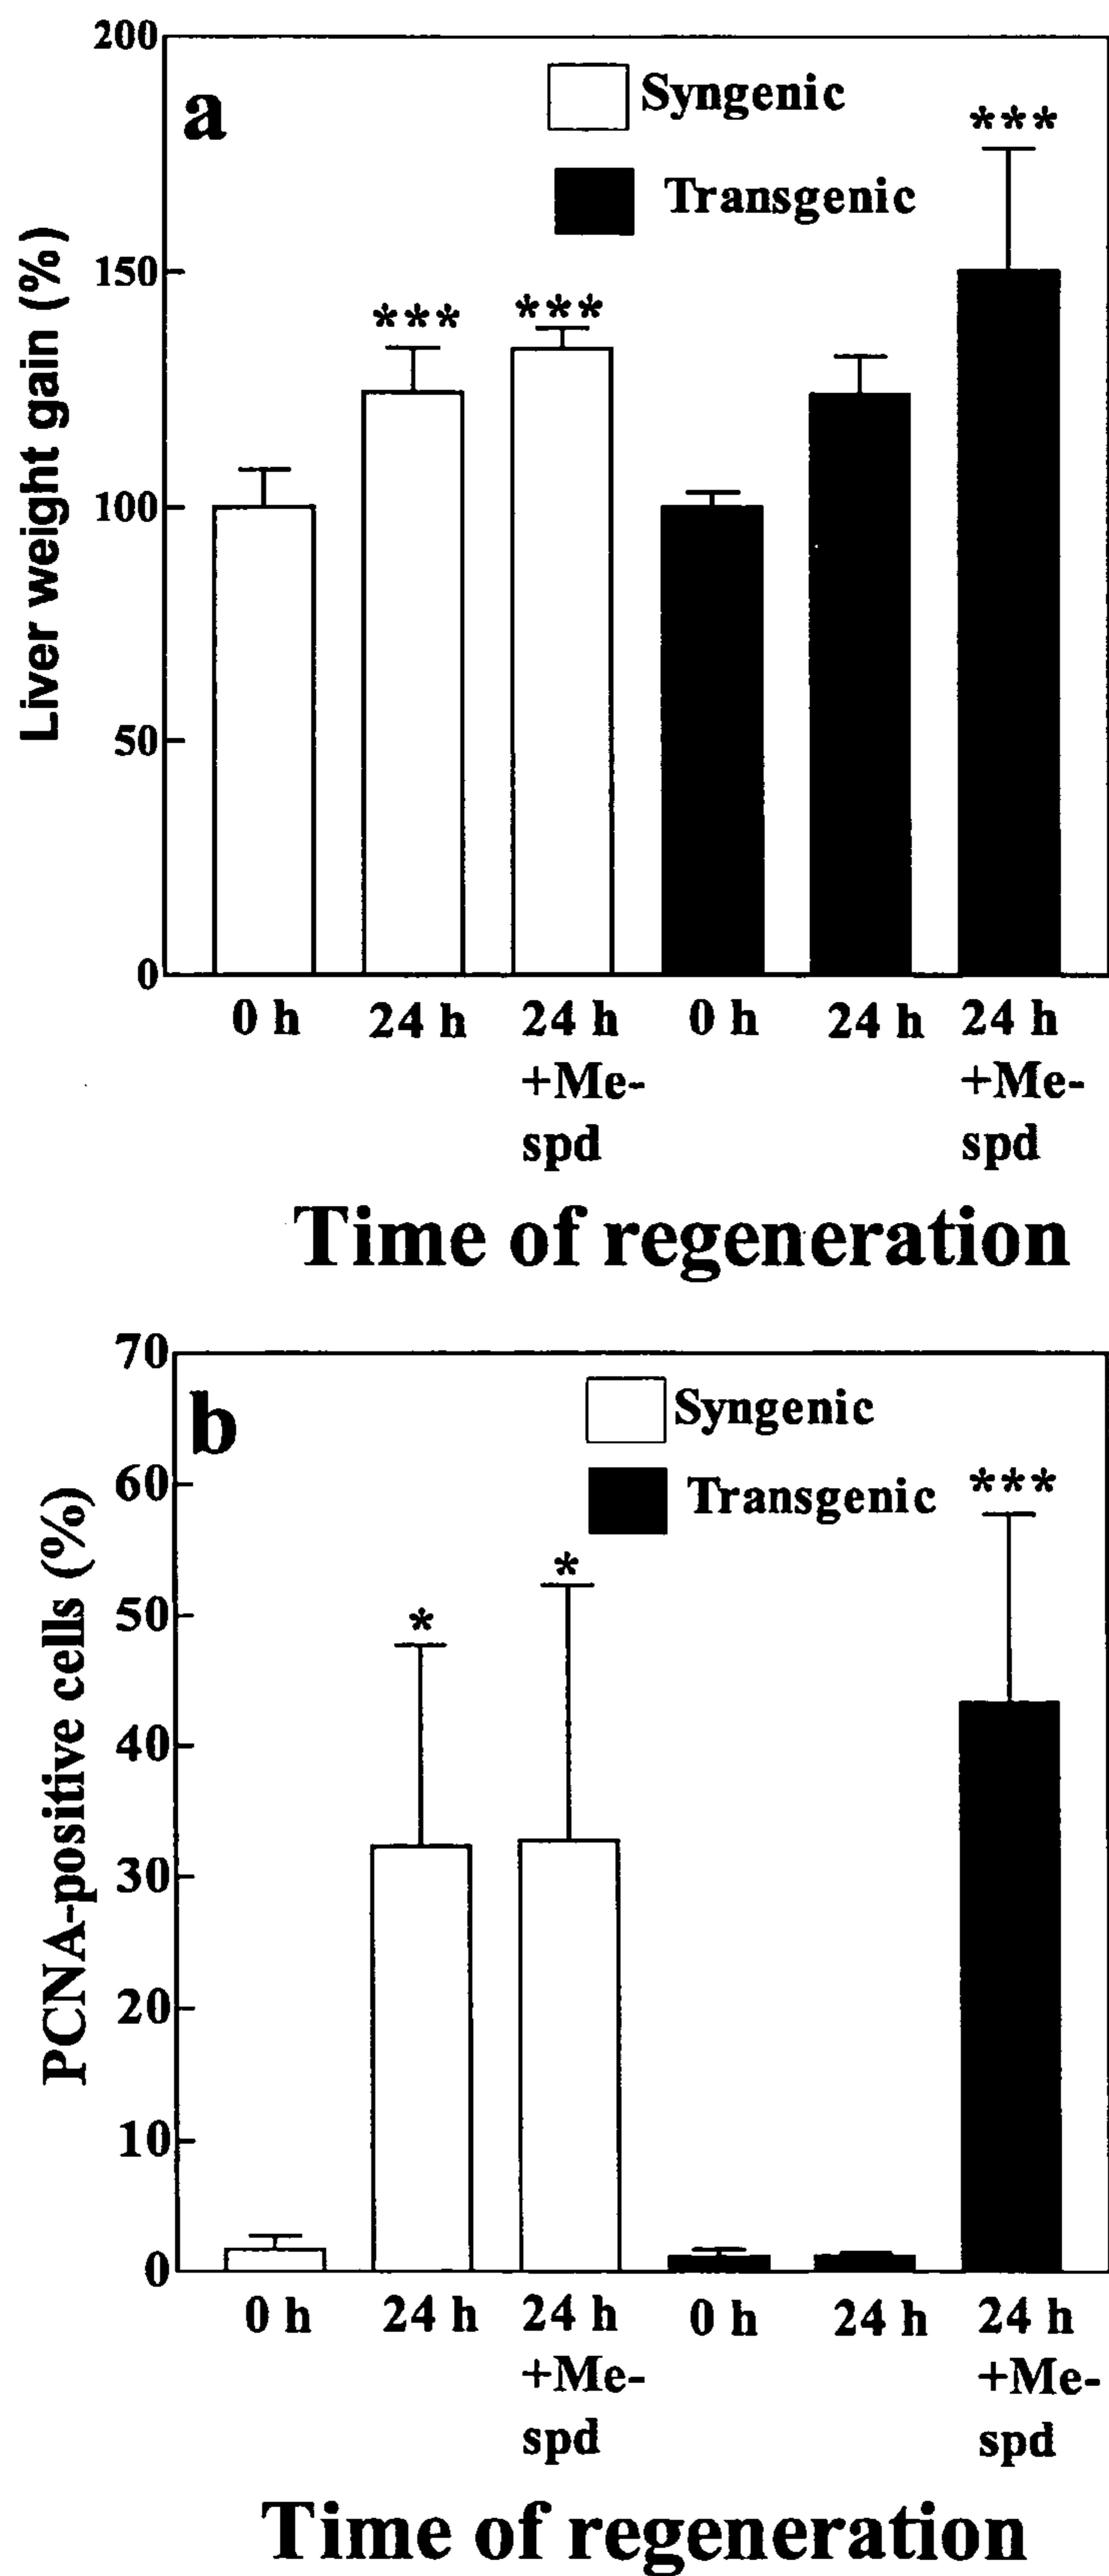 200
a
Syngenic
***
Transgenic
150
***
***
100
50
0
Liver weight gain (%)
0 h
24 h
24 h
+Me-
spd
0 h
24 h
24 h
+Me-
spd
Time of regeneration
70
b
Syngenic
60
Transgenic
***
50
*
*
40
30
20
10
0
PCNA-positive cells (%)
0 h
24 h
24 h
+Me-
spd
0 h
24 h
24 h
+Me-
spd
Time of regeneration